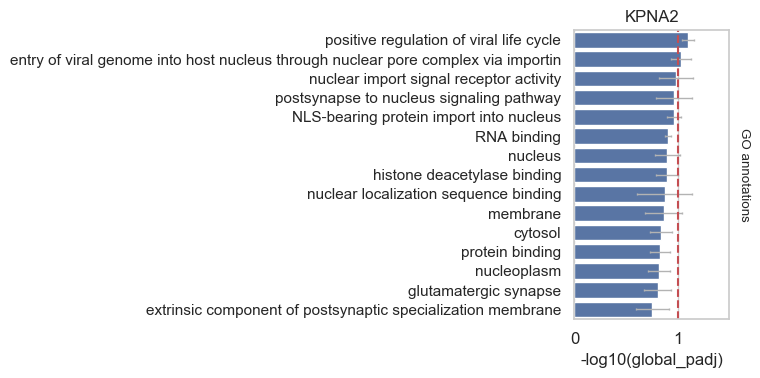 KPNA2
positive regulation of viral life cycle
entry of viral genome into host nucleus through nuclear pore complex via importin
nuclear import signal receptor activity
postsynapse to nucleus signaling pathway
NLS-bearing protein import into nucleus
RNA binding
nucleus
histone deacetylase binding
nuclear localization sequence binding
membrane
cytosol
protein binding
nucleoplasm
glutamatergic synapse
extrinsic component of postsynaptic specialization membrane
GO annotations
0 1
-log10(global_padj)